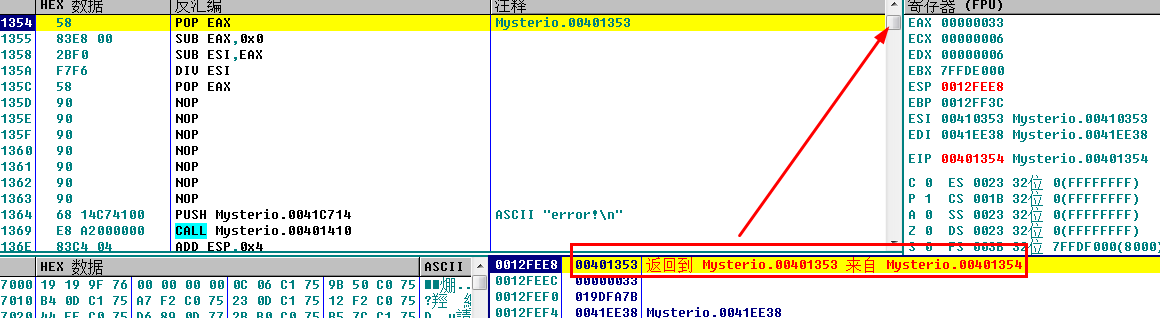 HEX 数据 反汇编 注释 寄存器 (FPU)
1354 58 POP EAX Mysterio.00401353 EAX 00000033
1355 83E8 00 SUB EAX,0x0 ECX 00000006
1358 2BF0 SUB ESI,EAX EDX 00000006
135A F7F6 DIV ESI EBX 7FFDE000
135C 58 POP EAX ESP 0012FEE8
135D 90 NOP EBP 0012FF3C
135E 90 NOP ESI 00410353 Mysterio.00410353
135F 90 NOP EDI 0041EE38 Mysterio.0041EE38
1360 90 NOP
1361 90 NOP EIP 00401354 Mysterio.00401354
1362 90 NOP C 0 ES 0023 32位 0(FFFFFFFF)
1363 90 NOP P 1 CS 001B 32位 0(FFFFFFFF)
1364 68 14C74100 PUSH Mysterio.0041C714 ASCII "error!\n" A 0 SS 0023 32位 0(FFFFFFFF)
1369 E8 A2000000 CALL Mysterio.00401410 Z 0 DS 0023 32位 0(FFFFFFFF)
136E 83C4 04 ADD ESP,0x4 S 0 FS 003B 32位 7FFDF000(8000)
HEX 数据 ASCII 0012FEE8 00401353 返回到 Mysterio.00401353 来自 Mysterio.00401354
7000 19 19 9F 76 00 00 00 00 0C 06 C1 75 9B 50 C0 75 0012FEEC 00000033
7010 B4 0D C1 75 A7 F2 C0 75 23 0D C1 75 12 F2 C0 75 0012FEF0 019DFA7B
0012FEF4 0041EE38 Mysterio.0041EE38